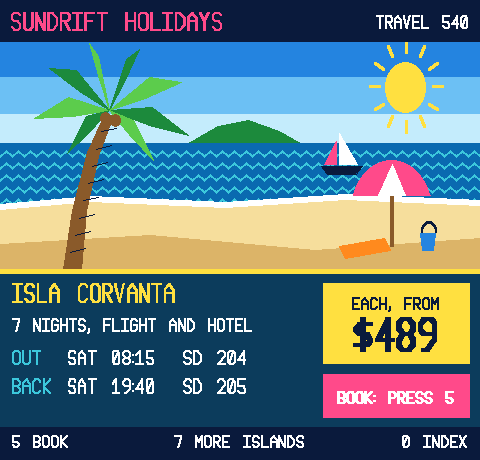 SUNDRIFT HOLIDAYS TRAVEL 540
ISLA CORVANTA
7 NIGHTS, FLIGHT AND HOTEL
OUT SAT 08:15 SD 204
BACK SAT 19:40 SD 205
EACH, FROM
$489
BOOK: PRESS 5
5 BOOK 7 MORE ISLANDS 0 INDEX